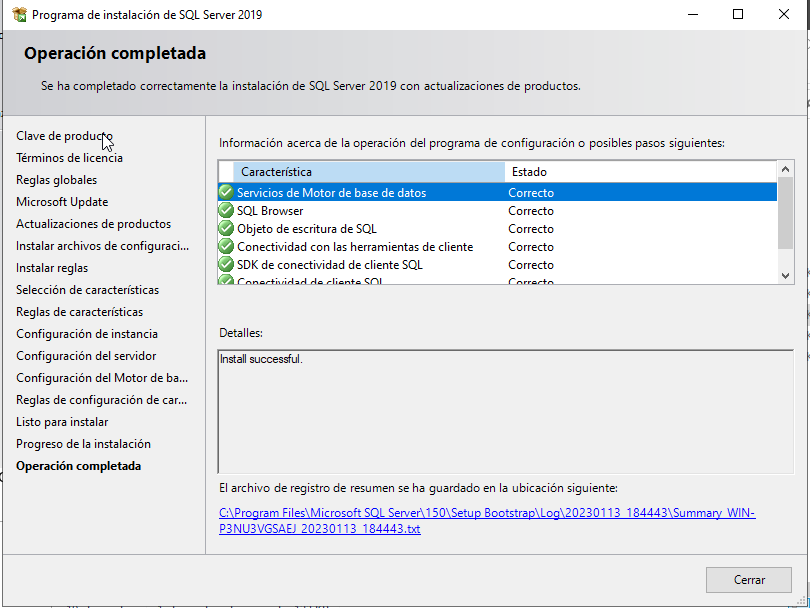 Programa de instalación de SQL Server 2019
Operación completada
Se ha completado correctamente la instalación de SQL Server 2019 con actualizaciones de productos.
Clave de producto
Términos de licencia
Reglas globales
Microsoft Update
Actualizaciones de productos
Instalar archivos de configuraci...
Instalar reglas
Selección de características
Reglas de características
Configuración de instancia
Configuración del servidor
Configuración del Motor de ba...
Reglas de configuración de car...
Listo para instalar
Progreso de la instalación
Operación completada
Información acerca de la operación del programa de configuración o posibles pasos siguientes:
Característica Estado
Servicios de Motor de base de datos Correcto
SQL Browser Correcto
Objeto de escritura de SQL Correcto
Conectividad con las herramientas de cliente Correcto
SDK de conectividad de cliente SQL Correcto
Conectividad de cliente SQL Correcto
Detalles:
Install successful.
El archivo de registro de resumen se ha guardado en la ubicación siguiente:
C:\Program Files\Microsoft SQL Server\150\Setup Bootstrap\Log\20230113_184443\Summary_WIN-
P3NU3VGSAEJ_20230113_184443.txt
Cerrar